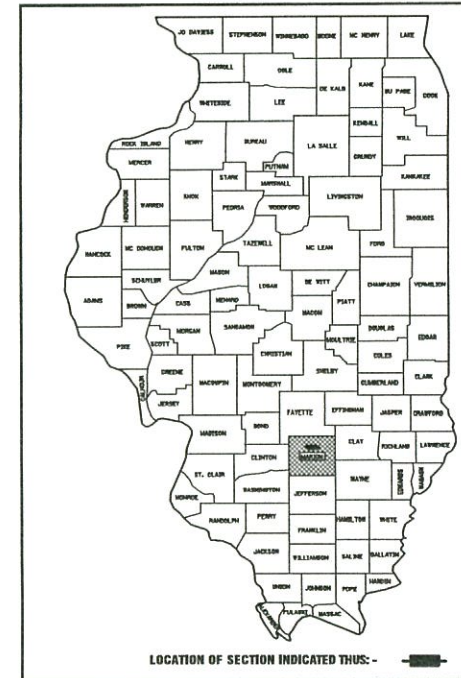 JO DAVIESS STEPHENSON WINNEBAGO BOONE MC HENRY LAKE
CARROLL OGLE DE KALB KANE DU PAGE COOK
WHITESIDE LEE KENDALL WILL
ROCK ISLAND HENRY BUREAU LA SALLE GRUNDY
MERCER PUTNAM KANKAKEE
STARK MARSHALL LIVINGSTON
HENDERSON WARREN KNOX PEORIA WOODFORD IROQUOIS
HANCOCK MC DONOUGH FULTON TAZEWELL MC LEAN FORD
SCHUYLER MASON LOGAN DE WITT CHAMPAIGN VERMILION
ADAMS BROWN CASS MENARD MACON PIATT
PIKE SCOTT MORGAN SANGAMON MOULTRIE DOUGLAS EDGAR
CHRISTIAN COLES
GREENE SHELBY CUMBERLAND CLARK
CALHOUN JERSEY MACOUPIN MONTGOMERY
FAYETTE EFFINGHAM JASPER CRAWFORD
MADISON BOND CLAY RICHLAND LAWRENCE
CLINTON MARION
ST. CLAIR WASHINGTON JEFFERSON WAYNE EDWARDS WABASH
MONROE
RANDOLPH PERRY FRANKLIN HAMILTON WHITE
JACKSON WILLIAMSON SALINE GALLATIN
UNION JOHNSON POPE HARDIN
ALEXANDER PULASKI MASSAC
LOCATION OF SECTION INDICATED THUS: -